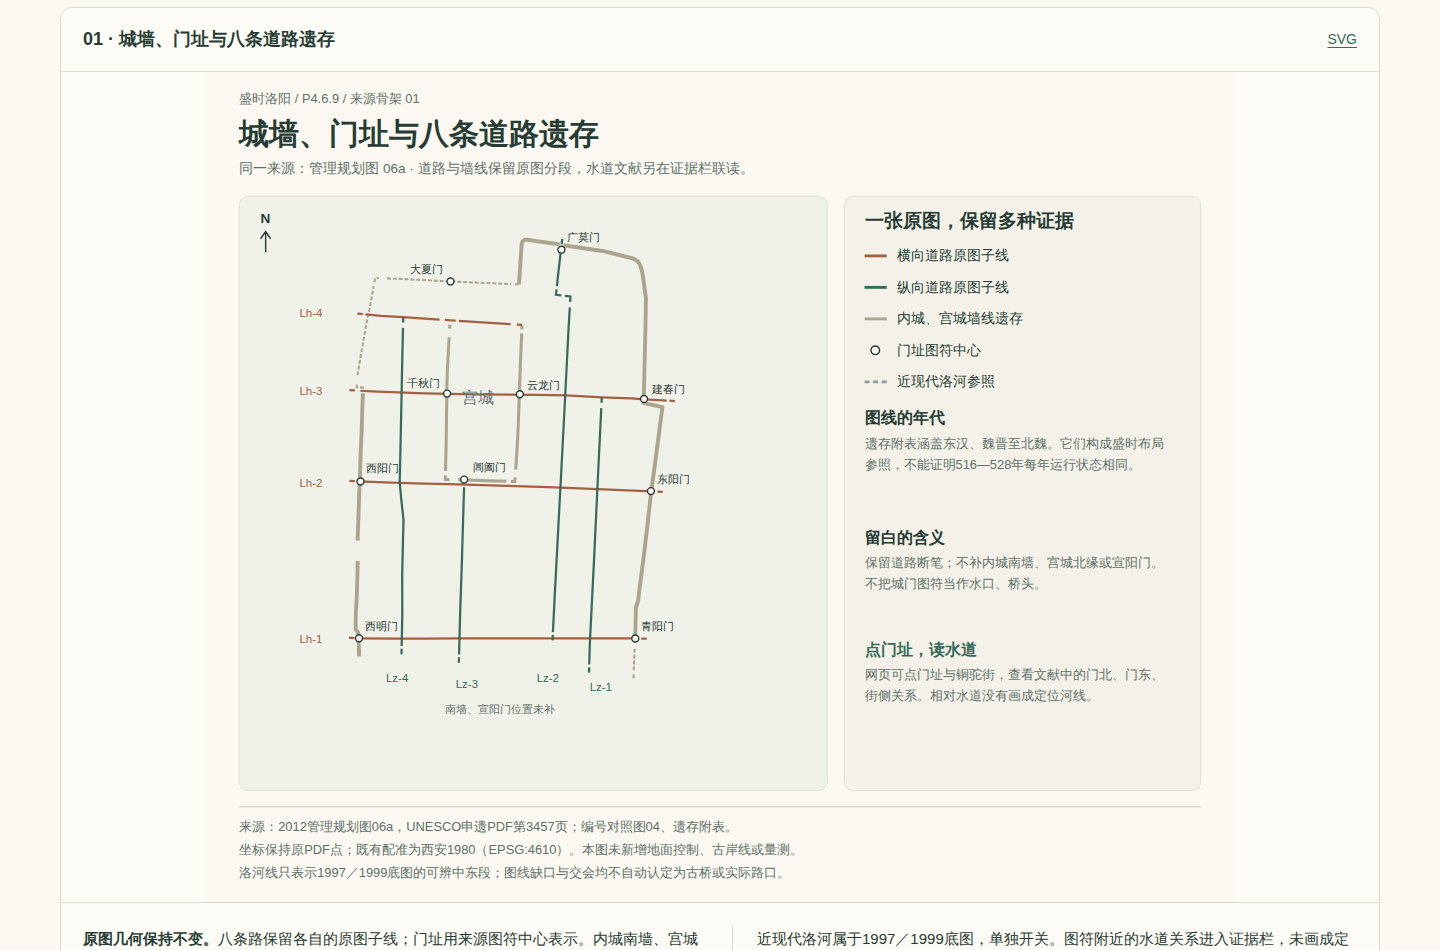 01 · 城墙、门址与八条道路遗存
SVG
盛时洛阳 / P4.6.9 / 来源骨架 01
城墙、门址与八条道路遗存
同一来源：管理规划图 06a · 道路与墙线保留原图分段，水道文献另在证据栏联读。
N
广莫门
大夏门
Lh-4
千秋门
云龙门
建春门
Lh-3
宫城
西阳门
阊阖门
东阳门
Lh-2
西明门
青阳门
Lh-1
Lz-4
Lz-3
Lz-2
Lz-1
南墙、宣阳门位置未补
一张原图，保留多种证据
横向道路原图子线
纵向道路原图子线
内城、宫城墙线遗存
门址图符中心
近现代洛河参照
图线的年代
遗存附表涵盖东汉、魏晋至北魏。它们构成盛时布局
参照，不能证明516—528年每年运行状态相同。
留白的含义
保留道路断笔；不补内城南墙、宫城北缘或宣阳门。
不把城门图符当作水口、桥头。
点门址，读水道
网页可点门址与铜驼街，查看文献中的门北、门东、
街侧关系。相对水道没有画成定位河线。
来源：2012管理规划图06a，UNESCO申遗PDF第3457页；编号对照图04、遗存附表。
坐标保持原PDF点；既有配准为西安1980（EPSG:4610）。本图未新增地面控制、古岸线或量测。
洛河线只表示1997／1999底图的可辨中东段；图线缺口与交会均不自动认定为古桥或实际路口。
原图几何保持不变。八条路保留各自的原图子线；门址用来源图符中心表示。内城南墙、宫城
近现代洛河属于1997／1999底图，单独开关。图符附近的水道关系进入证据栏，未画成定